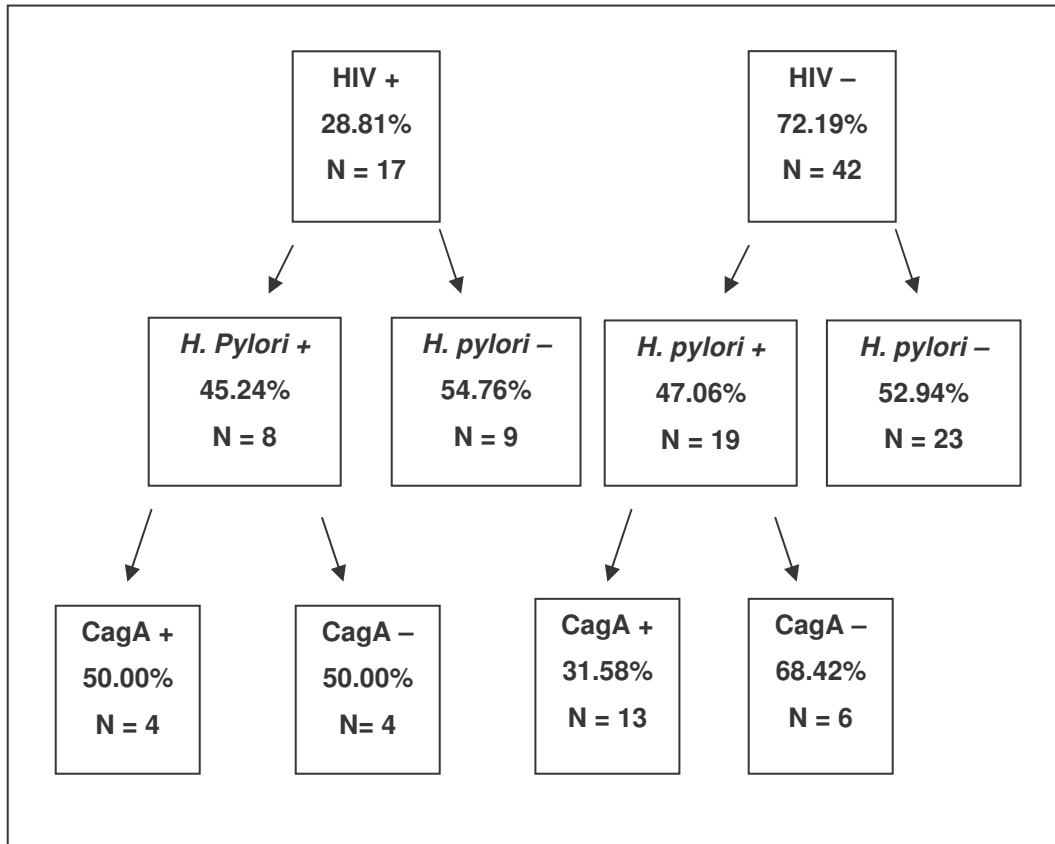 HIV +
28.81%
N = 17
HIV –
72.19%
N = 42
H. Pylori +
45.24%
N = 8
H. pylori –
54.76%
N = 9
H. pylori +
47.06%
N = 19
H. pylori –
52.94%
N = 23
CagA +
50.00%
N = 4
CagA –
50.00%
N= 4
CagA +
31.58%
N = 13
CagA –
68.42%
N = 6